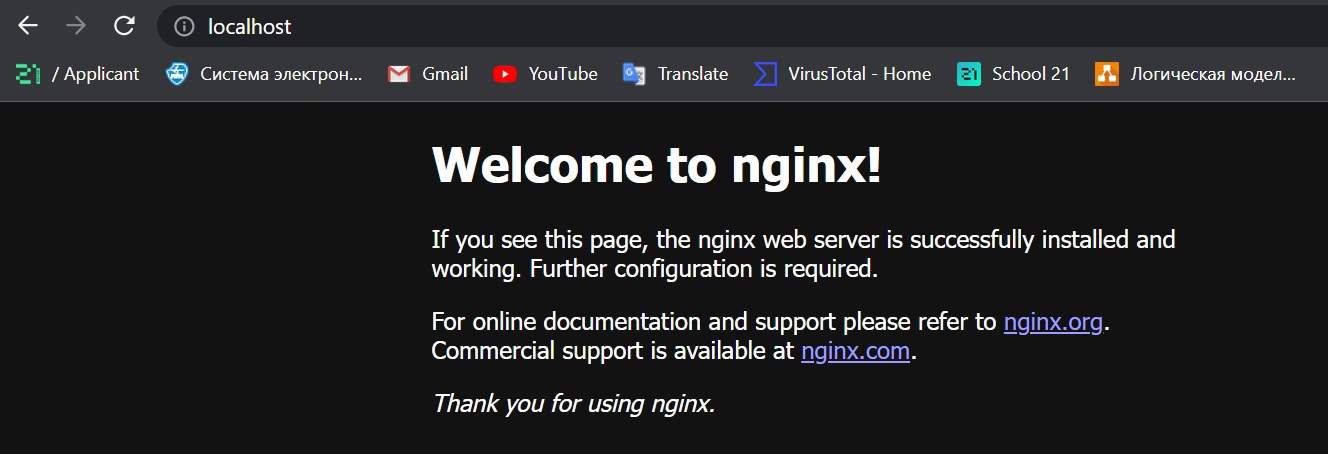 localhost
/ Applicant Система электрон... Gmail YouTube Translate VirusTotal - Home 21 School 21 Логическая модел...
Welcome to nginx!
If you see this page, the nginx web server is successfully installed and
working. Further configuration is required.
For online documentation and support please refer to nginx.org.
Commercial support is available at nginx.com.
Thank you for using nginx.